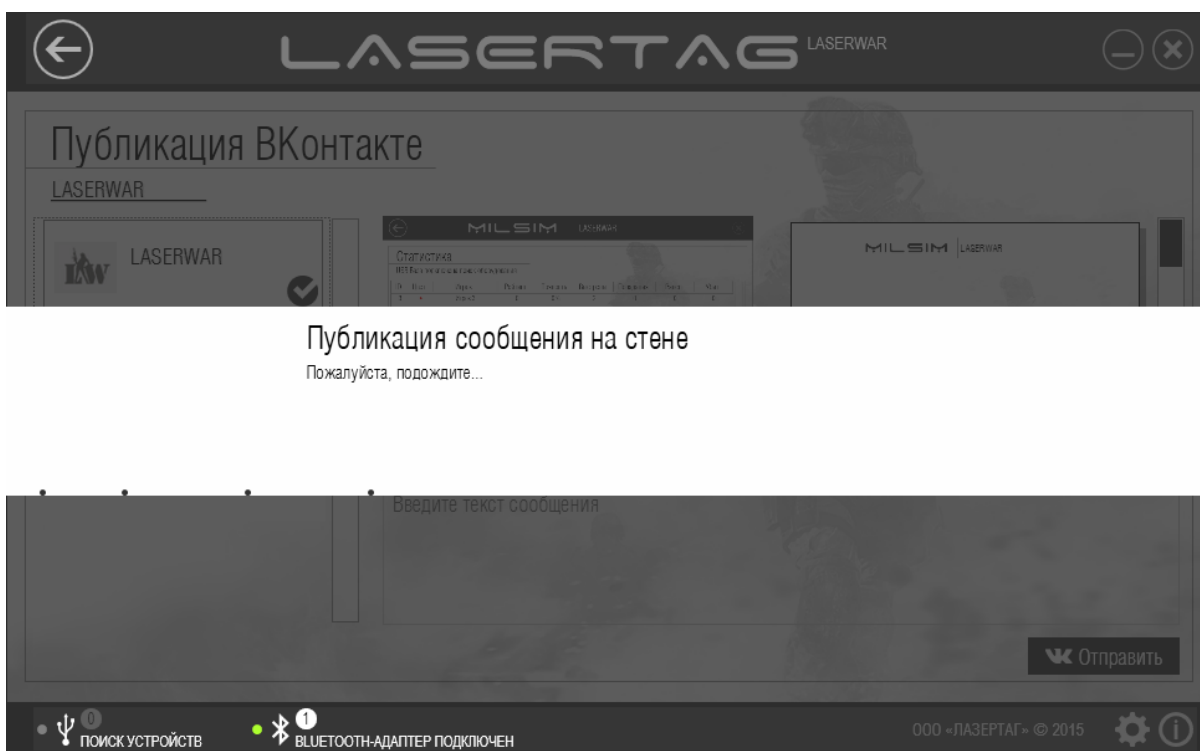 LASERTAG LASERWAR
Публикация ВКонтакте
LASERWAR
LASERWAR
MILSIM LASERWAR
Статистика
MILSIM LASERWAR
Публикация сообщения на стене
Пожалуйста, подождите...
Введите текст сообщения
Отправить
0
ПОИСК УСТРОЙСТВ
1
BLUETOOTH-АДАПТЕР ПОДКЛЮЧЕН
ООО «ЛАЗЕРТАГ» © 2015